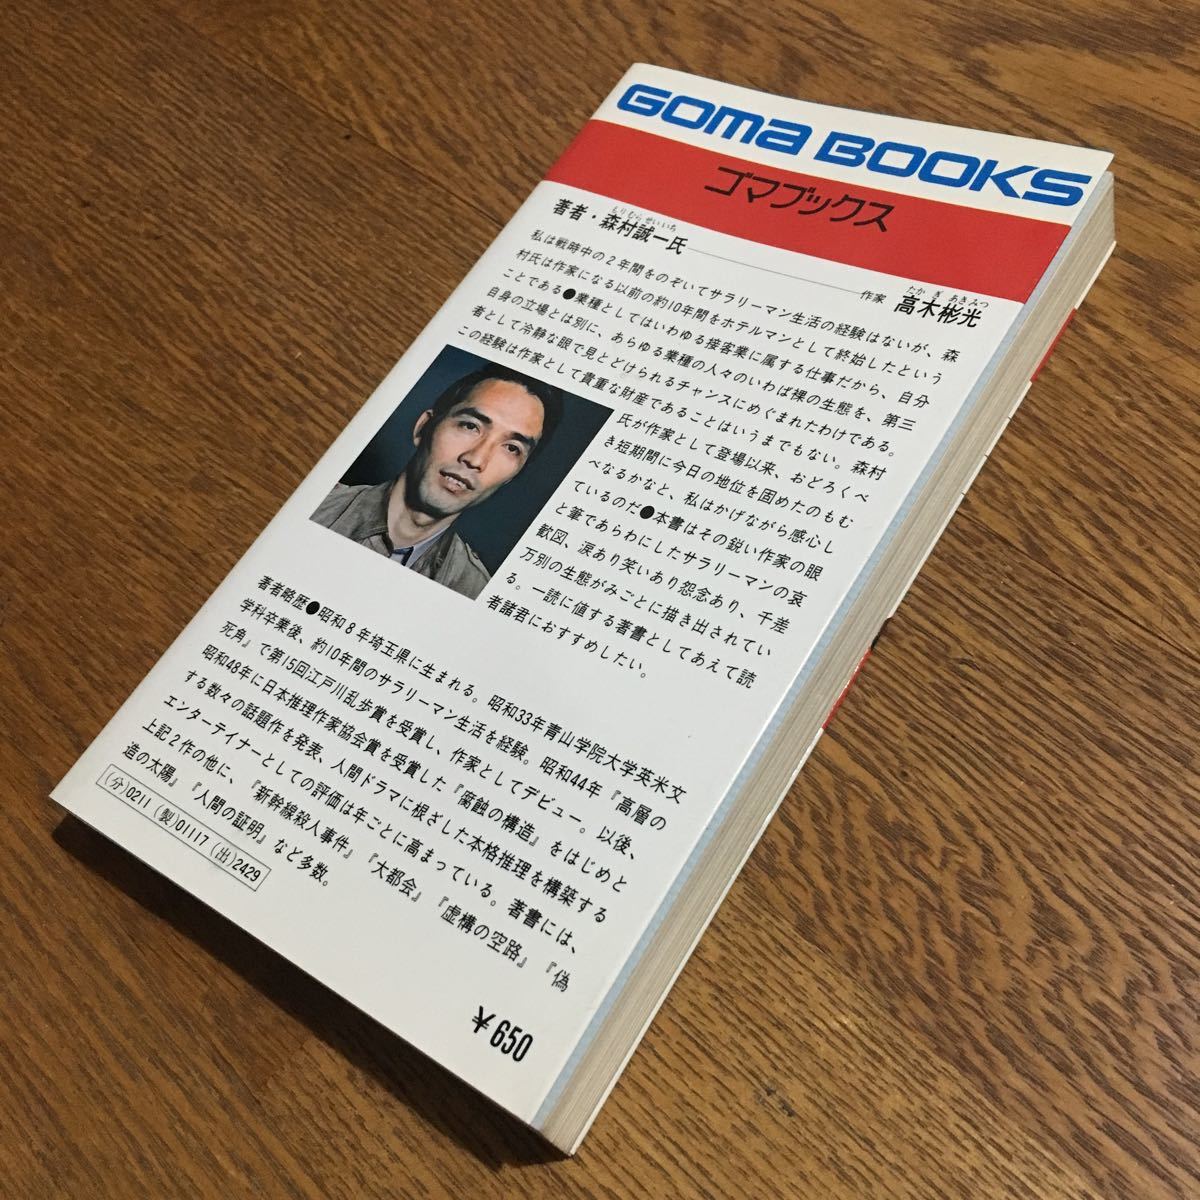 GOMA BOOKS
ゴマブックス
もりむらせいいち
著者・森村誠一氏
たかぎあきみつ
作家 高木彬光
私は戦時中の2年間をのぞいてサラリーマン生活の経験はないが、森
村氏は作家になる以前の約10年間をホテルマンとして終始したという
ことである●業種としてはいわゆる接客業に属する仕事だから、自分
自身の立場とは別に、あらゆる業種の人々のいわば裸の生態を、第三
者として冷静な眼で見とどけられるチャンスにめぐまれたわけである。
この経験は作家として貴重な財産であることはいうまでもない。森村
氏が作家として登場以来、おどろくべ
き短期間に今日の地位を固めたのもむ
べなるかなと、私はかげながら感心し
ているのだ●本書はその鋭い作家の眼
と筆であらわにしたサラリーマンの哀
歓図、涙あり笑いあり怨念あり、千差
万別の生態がみごとに描き出されてい
る。一読に値する著書としてあえて読
者諸君におすすめしたい。
著者略歴●昭和8年埼玉県に生まれる。昭和33年青山学院大学英米文
学科卒業後、約10年間のサラリーマン生活を経験。昭和44年『高層の
死角』で第15回江戸川乱歩賞を受賞し、作家としてデビュー。以後、
昭和48年に日本推理作家協会賞を受賞した『腐蝕の構造』をはじめと
する数々の話題作を発表、人間ドラマに根ざした本格推理を構築する
エンターテイナーとしての評価は年ごとに高まっている。著書には、
上記2作の他に、『新幹線殺人事件』『大都会』『虚構の空路』『偽
造の太陽』『人間の証明』など多数。
(分)0211(製)01117(出)2429
¥650